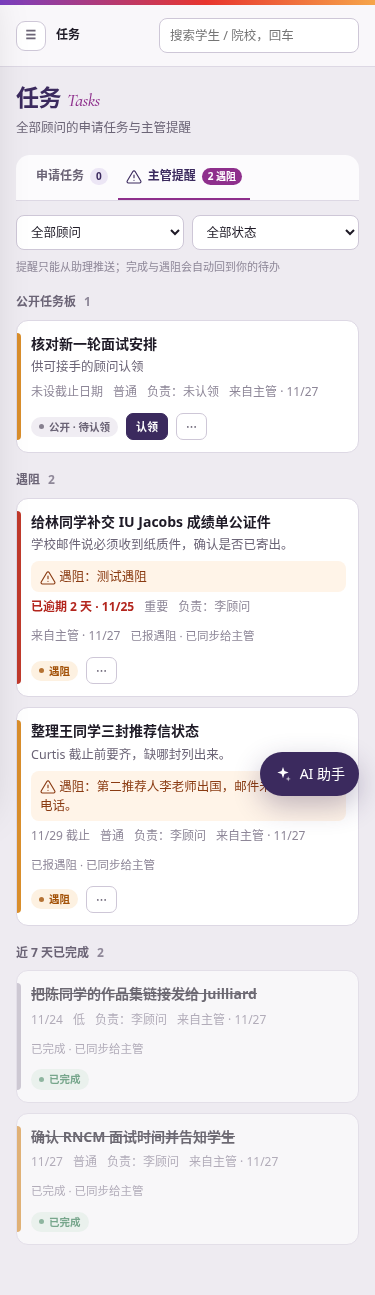 ☰ 任务 搜索学生 / 院校，回车
任务 Tasks
全部顾问的申请任务与主管提醒
申请任务 0 主管提醒 2 遇阻
全部顾问 全部状态
提醒只能从助理推送；完成与遇阻会自动回到你的待办
公开任务板 1
核对新一轮面试安排
供可接手的顾问认领
未设截止日期 普通 负责：未认领 来自主管 · 11/27
公开 · 待认领 认领 ···
遇阻 2
给林同学补交 IU Jacobs 成绩单公证件
学校邮件说必须收到纸质件，确认是否已寄出。
遇阻：测试遇阻
已逾期 2 天 · 11/25 重要 负责：李顾问
来自主管 · 11/27 已报遇阻 · 已同步给主管
遇阻 ···
整理王同学三封推荐信状态
Curtis 截止前要齐，缺哪封列出来。
遇阻：第二推荐人李老师出国，邮件
电话。
AI 助手
11/29 截止 普通 负责：李顾问 来自主管 · 11/27
已报遇阻 · 已同步给主管
遇阻 ···
近 7 天已完成 2
把陈同学的作品集链接发给 Juilliard
11/24 低 负责：李顾问 来自主管 · 11/27
已完成 · 已同步给主管
已完成
确认 RNCM 面试时间并告知学生
11/27 普通 负责：李顾问 来自主管 · 11/27
已完成 · 已同步给主管
已完成